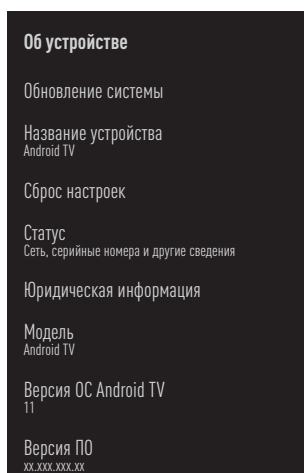 Об устройстве
Обновление системы
Название устройства
Android TV
Сброс настроек
Статус
Сеть, серийные номера и другие сведения
Юридическая информация
Модель
Android TV
Версия ОС Android TV
11
Версия ПО
xx.xxx.xxx.xx